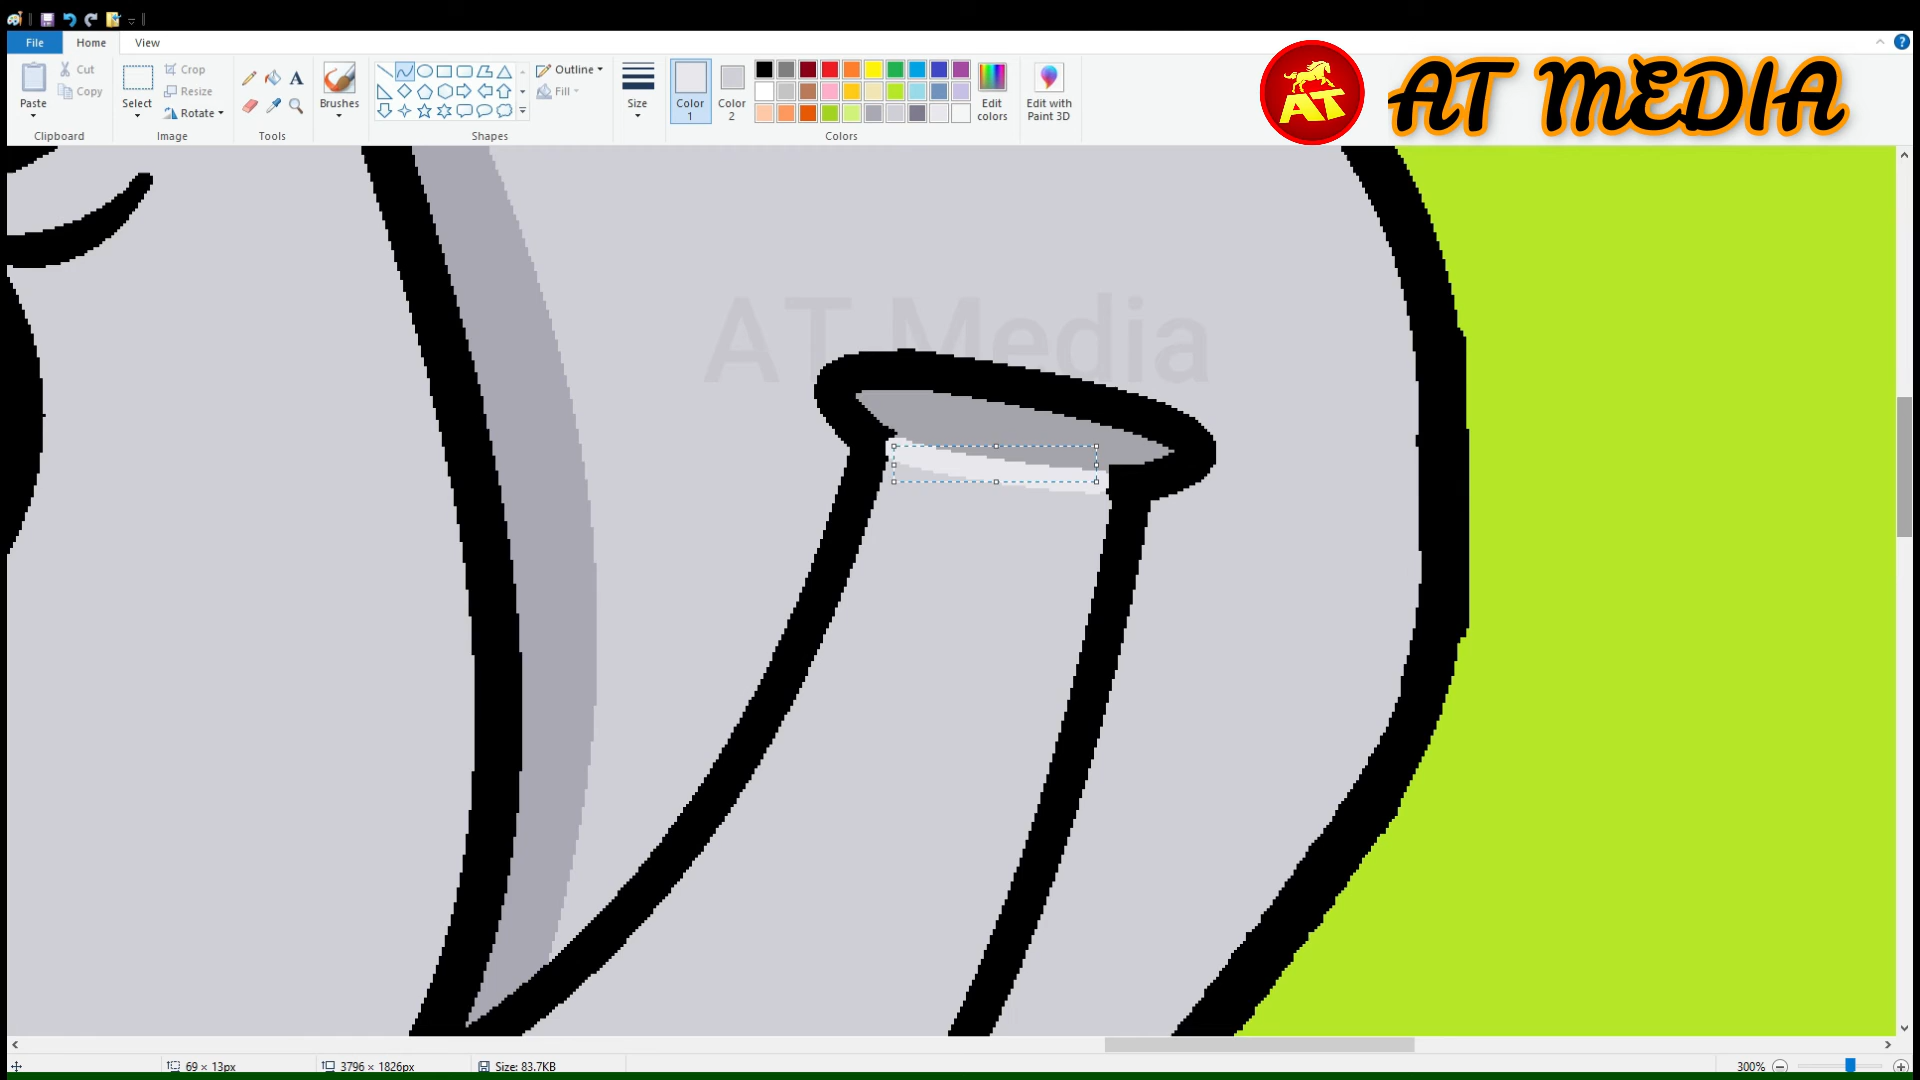 File Home View
Paste
Cut
Copy
Clipboard
Select
Crop
Resize
Rotate
Image
A
Tools
Brushes
Outline
Fill
Shapes
Size
Color
1
Color
2
Colors
Edit
colors
Edit with
Paint 3D
?
AT
AT MEDIA
AT Media
69 × 13px
3796 × 1826px
Size: 83.7KB
300%